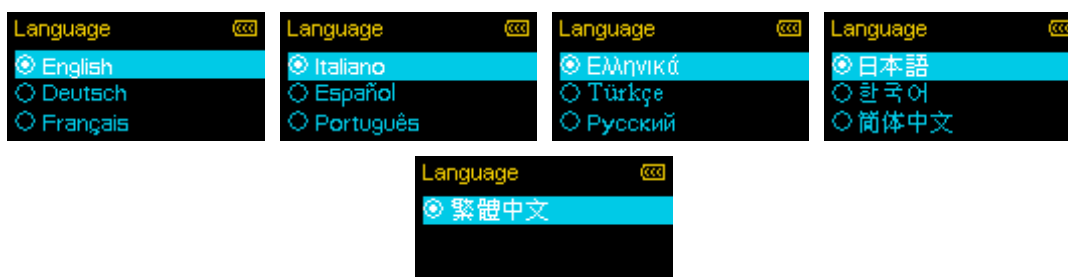 Language
English
Deutsch
Français
Language
Italiano
Español
Português
Language
Ελληνικά
Türkçe
Русский
Language
日本語
한국어
简体中文
Language
繁體中文